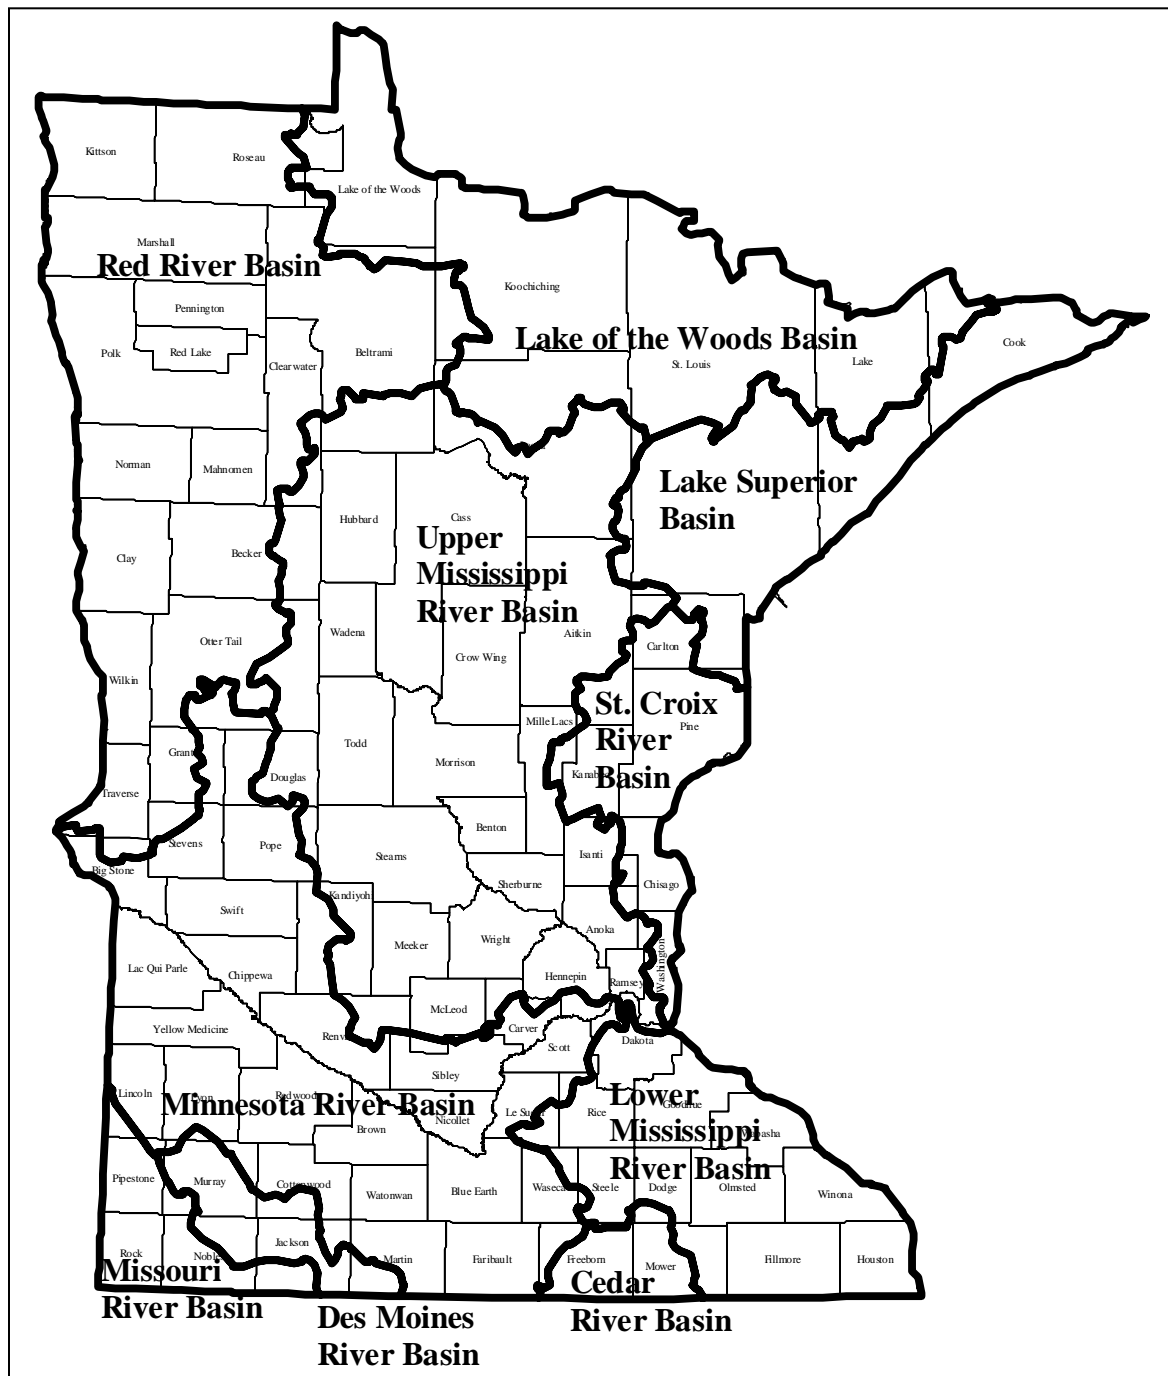 Kittson
Roseau
Lake of the Woods
Marshall
Red River Basin
Koochiching
Pennington
Lake of the Woods Basin
Cook
Polk
Red Lake
Beltrami
Clearwater
St. Louis
Lake
Norman
Mahnomen
Lake Superior
Basin
Hubbard
Cass
Upper
Mississippi
River Basin
Clay
Becker
Otter Tail
Wadena
Aitkin
Crow Wing
Carlton
Wilkin
St. Croix
River
Basin
Mille Lacs
Pine
Grant
Todd
Morrison
Douglas
Kanabec
Traverse
Benton
Stevens
Pope
Stearns
Isanti
Big Stone
Sherburne
Chisago
Kandiyohi
Swift
Meeker
Wright
Anoka
Washington
Lac Qui Parle
Chippewa
Hennepin
Ramsey
McLeod
Yellow Medicine
Renville
Carver
Scott
Dakota
Sibley
Lincoln
Lyon
Redwood
Minnesota River Basin
Brown
Nicollet
Le Sueur
Rice
Goodhue
Wabasha
Lower
Mississippi
River Basin
Pipestone
Murray
Cottonwood
Watonwan
Blue Earth
Waseca
Steele
Dodge
Olmsted
Winona
Rock
Nobles
Jackson
Martin
Faribault
Freeborn
Mower
Fillmore
Houston
Missouri
River Basin
Des Moines
River Basin
Cedar
River Basin